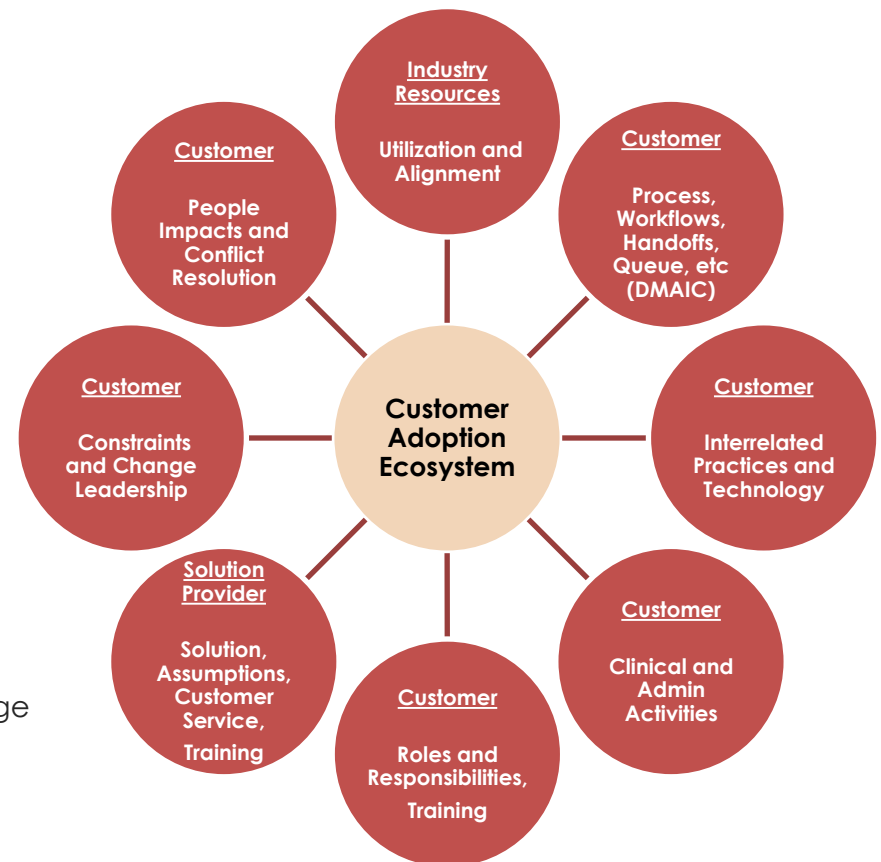 Industry
Resources
Utilization and
Alignment
Customer
Process,
Workflows,
Handoffs,
Queue, etc
(DMAIC)
Customer
Interrelated
Practices and
Technology
Customer
Clinical and
Admin
Activities
Customer
Roles and
Responsibilities,
Training
Solution
Provider
Solution,
Assumptions,
Customer
Service,
Training
Customer
Constraints
and Change
Leadership
Customer
People
Impacts and
Conflict
Resolution
Customer
Adoption
Ecosystem
ge